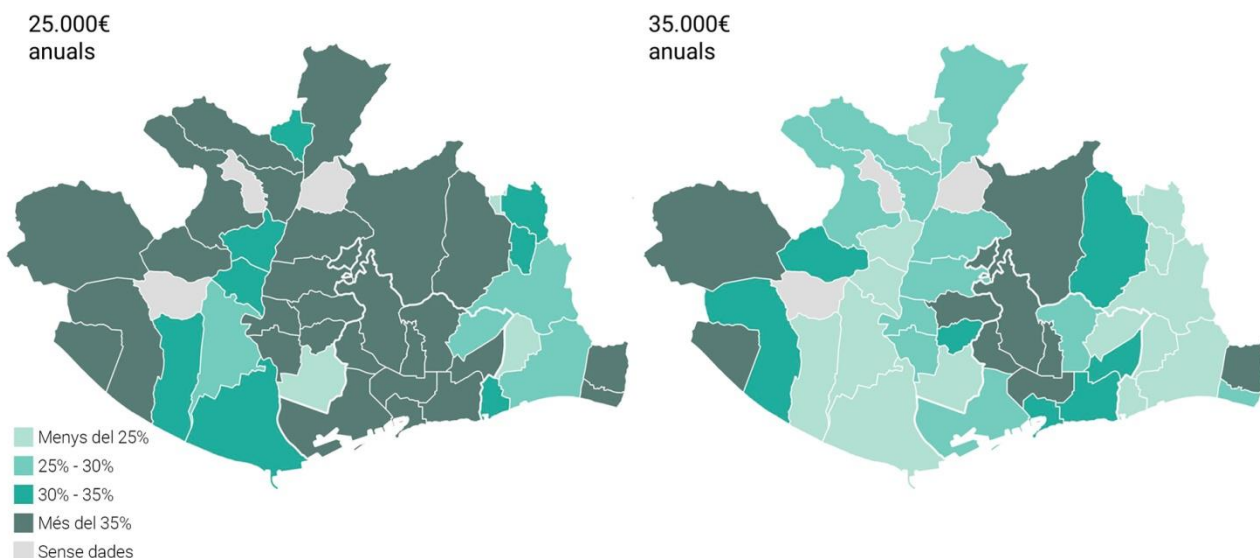 25.000€
anuals
35.000€
anuals
Menys del 25%
25% - 30%
30% - 35%
Més del 35%
Sense dades